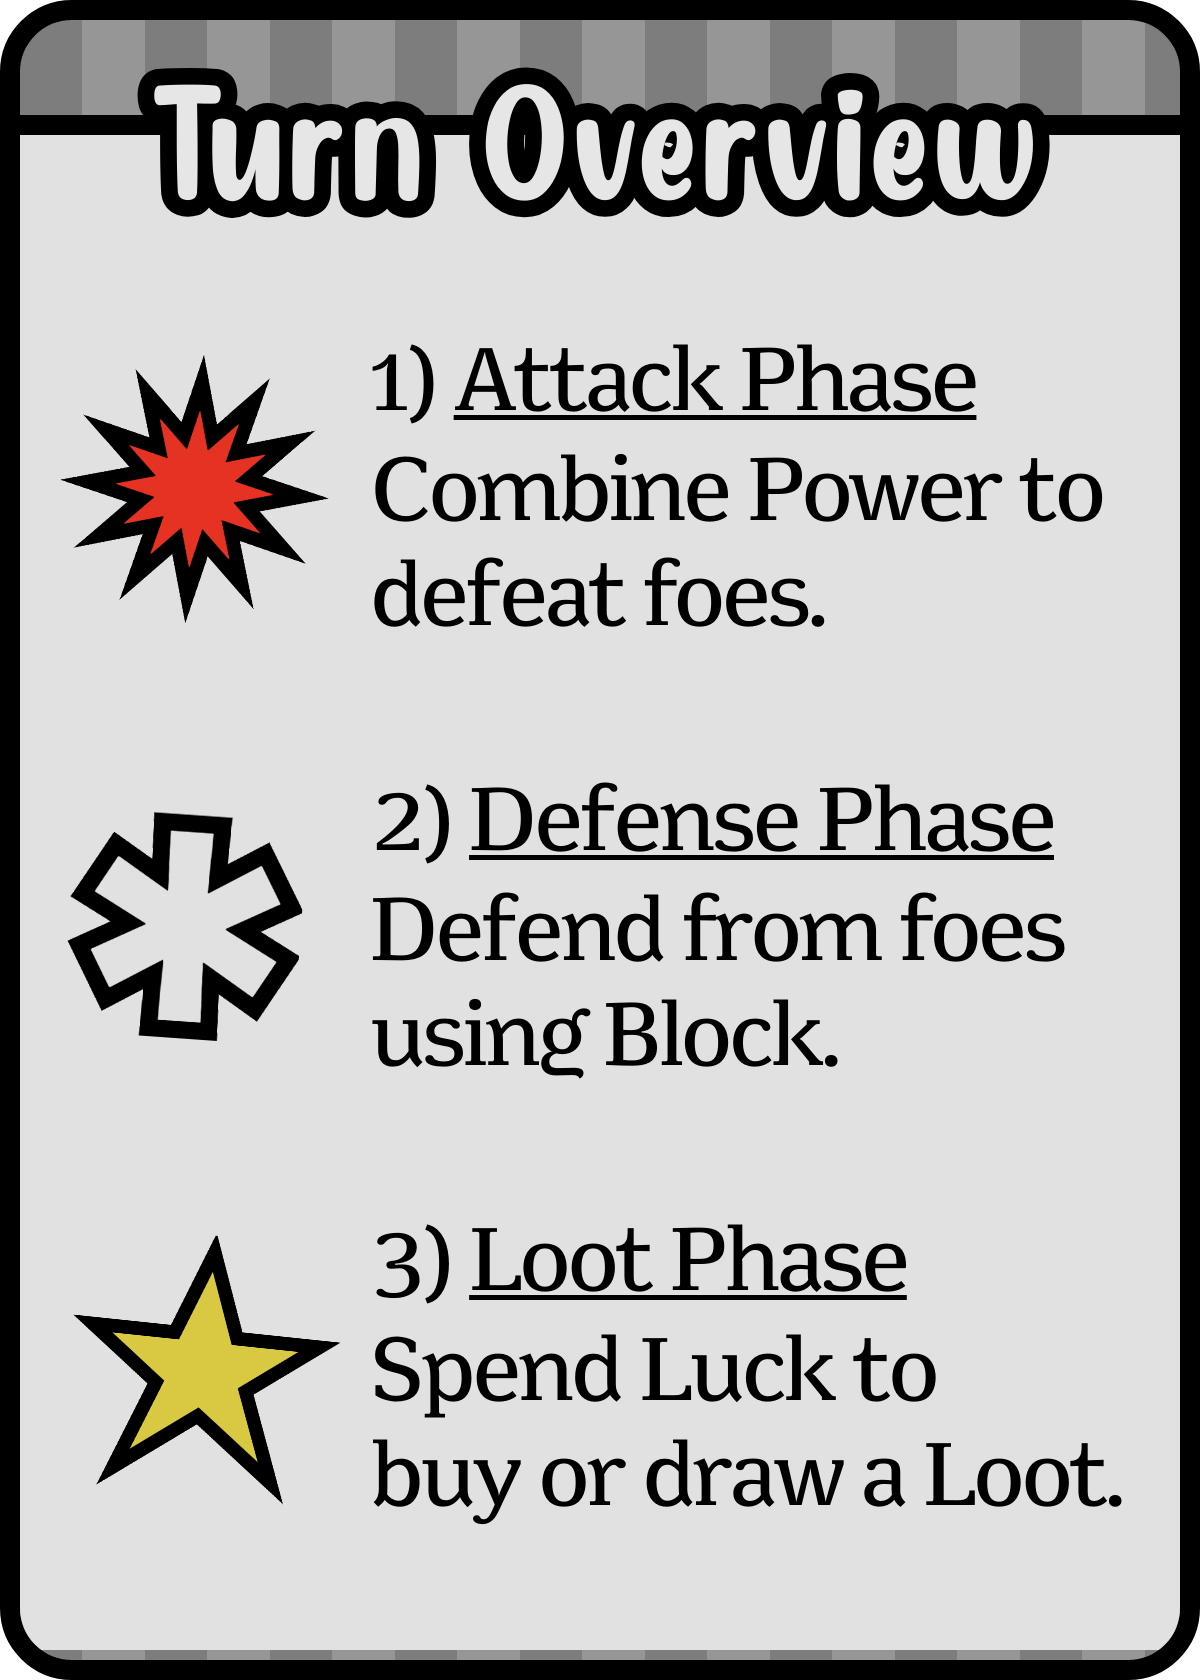 Turn Overview
1) Attack Phase
Combine Power to
defeat foes.
2) Defense Phase
Defend from foes
using Block.
3) Loot Phase
Spend Luck to
buy or draw a Loot.